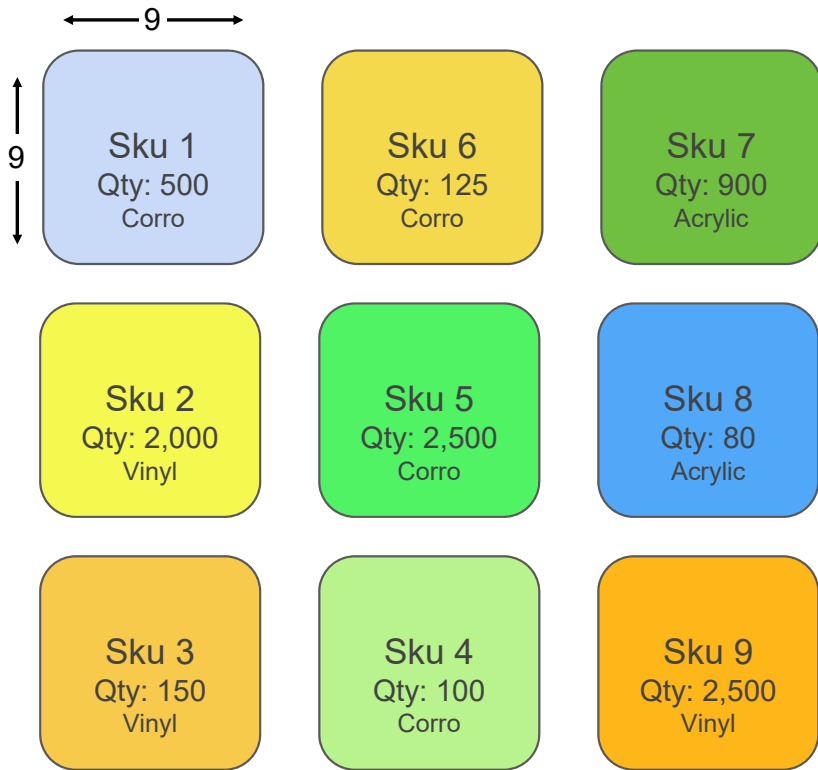 9
9
Sku 1
Qty: 500
Corro
Sku 6
Qty: 125
Corro
Sku 7
Qty: 900
Acrylic
Sku 2
Qty: 2,000
Vinyl
Sku 5
Qty: 2,500
Corro
Sku 8
Qty: 80
Acrylic
Sku 3
Qty: 150
Vinyl
Sku 4
Qty: 100
Corro
Sku 9
Qty: 2,500
Vinyl